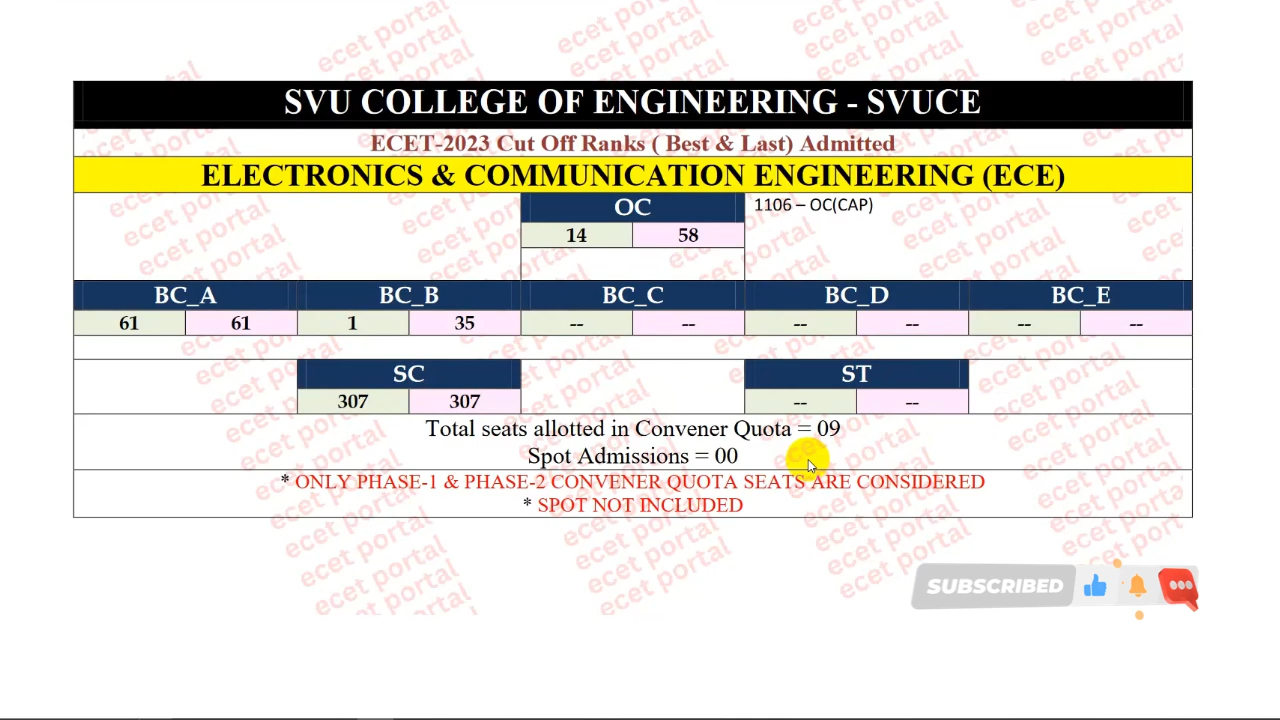 SVU COLLEGE OF ENGINEERING - SVUCE
ECET-2023 Cut Off Ranks ( Best & Last) Admitted
ELECTRONICS & COMMUNICATION ENGINEERING (ECE)
OC 1106 – OC(CAP)
14 58
BC_A BC_B BC_C BC_D BC_E
61 61 1 35 -- -- -- -- -- --
SC ST
307 307 -- --
Total seats allotted in Convener Quota = 09
Spot Admissions = 00
* ONLY PHASE-1 & PHASE-2 CONVENER QUOTA SEATS ARE CONSIDERED
* SPOT NOT INCLUDED
SUBSCRIBED
ecet portal